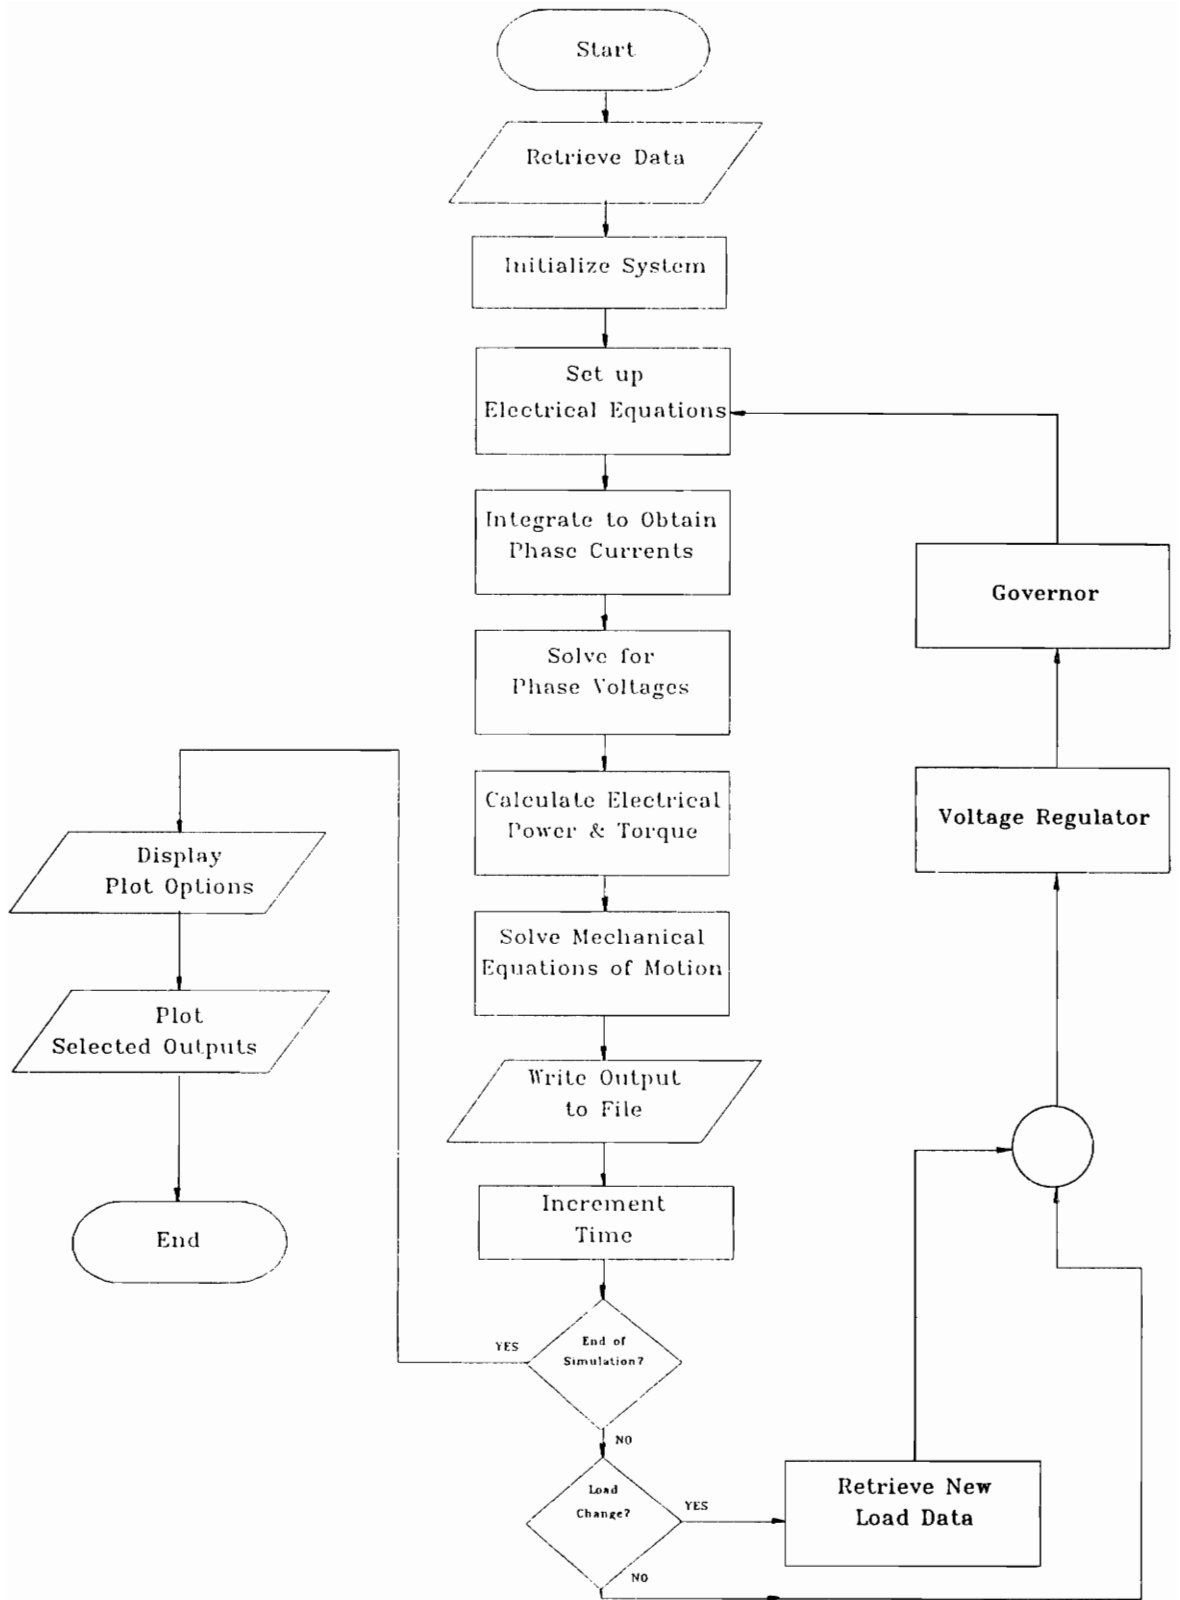 Start
Retrieve Data
Initialize System
Set up
Electrical Equations
Integrate to Obtain
Phase Currents
Governor
Solve for
Phase Voltages
Calculate Electrical
Power & Torque
Voltage Regulator
Display
Plot Options
Solve Mechanical
Equations of Motion
Plot
Selected Outputs
Write Output
to File
Increment
Time
End
YES
End of
Simulation?
NO
Load
Change?
YES
Retrieve New
Load Data
NO